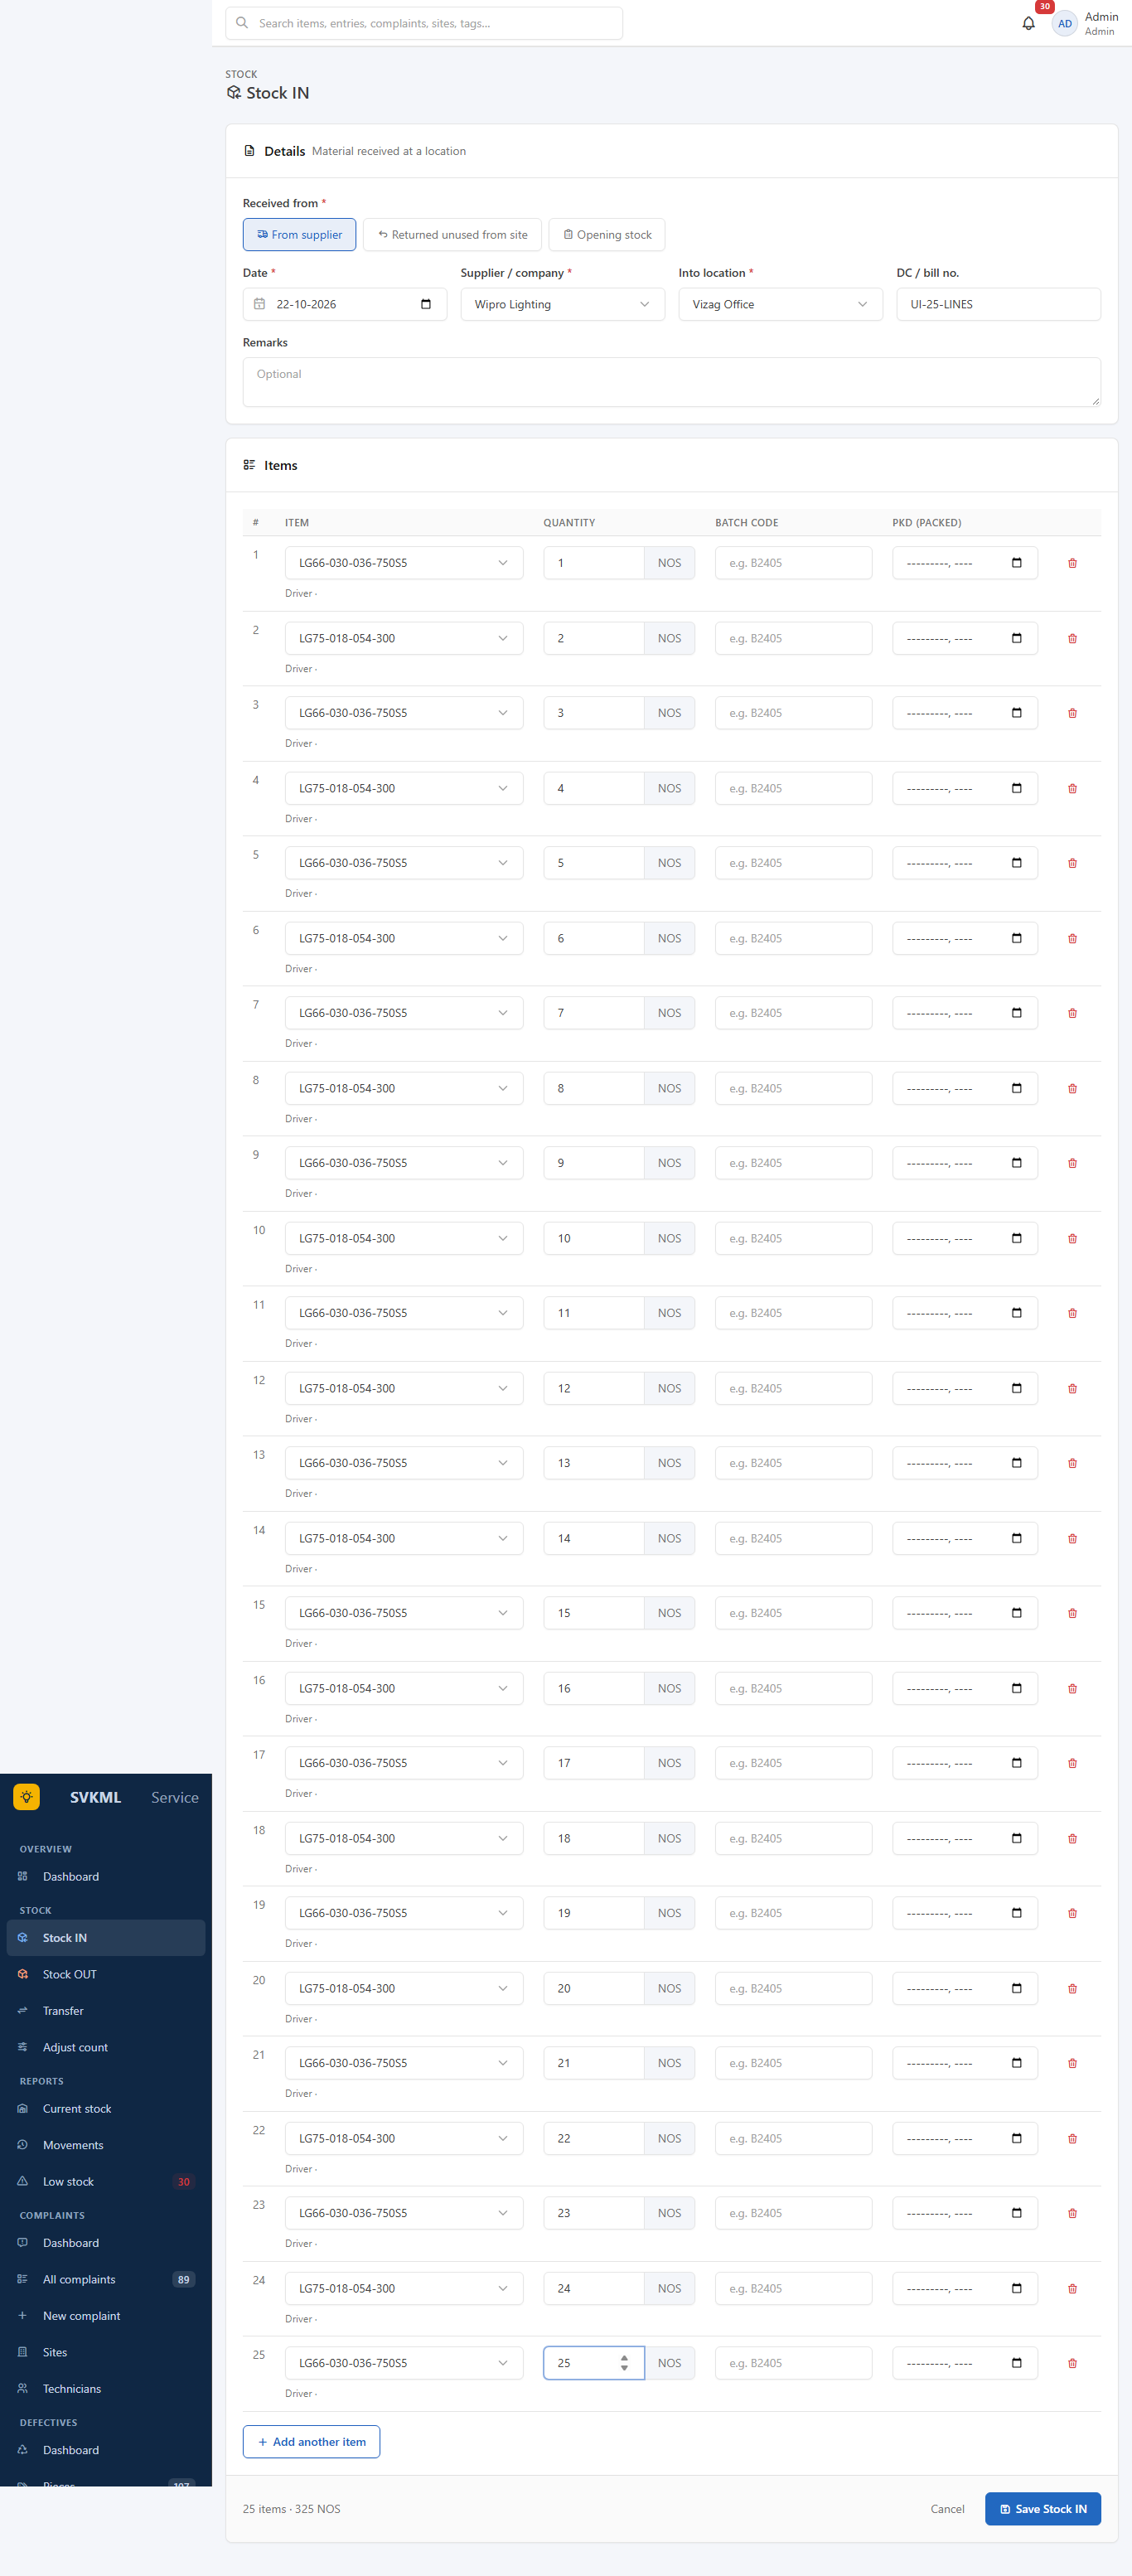 Search items, entries, complaints, sites, tags...
30
AD
Admin
Admin
STOCK
Stock IN
Details Material received at a location
Received from *
From supplier
Returned unused from site
Opening stock
Date *
Supplier / company *
Into location *
DC / bill no.
22-10-2026
Wipro Lighting
Vizag Office
UI-25-LINES
Remarks
Optional
Items
# ITEM QUANTITY BATCH CODE PKD (PACKED)
1 LG66-030-036-750S5 1 NOS e.g. B2405 ---------, ----
Driver ·
2 LG75-018-054-300 2 NOS e.g. B2405 ---------, ----
Driver ·
3 LG66-030-036-750S5 3 NOS e.g. B2405 ---------, ----
Driver ·
4 LG75-018-054-300 4 NOS e.g. B2405 ---------, ----
Driver ·
5 LG66-030-036-750S5 5 NOS e.g. B2405 ---------, ----
Driver ·
6 LG75-018-054-300 6 NOS e.g. B2405 ---------, ----
Driver ·
7 LG66-030-036-750S5 7 NOS e.g. B2405 ---------, ----
Driver ·
8 LG75-018-054-300 8 NOS e.g. B2405 ---------, ----
Driver ·
9 LG66-030-036-750S5 9 NOS e.g. B2405 ---------, ----
Driver ·
10 LG75-018-054-300 10 NOS e.g. B2405 ---------, ----
Driver ·
11 LG66-030-036-750S5 11 NOS e.g. B2405 ---------, ----
Driver ·
12 LG75-018-054-300 12 NOS e.g. B2405 ---------, ----
Driver ·
13 LG66-030-036-750S5 13 NOS e.g. B2405 ---------, ----
Driver ·
14 LG75-018-054-300 14 NOS e.g. B2405 ---------, ----
Driver ·
15 LG66-030-036-750S5 15 NOS e.g. B2405 ---------, ----
Driver ·
16 LG75-018-054-300 16 NOS e.g. B2405 ---------, ----
Driver ·
17 LG66-030-036-750S5 17 NOS e.g. B2405 ---------, ----
Driver ·
18 LG75-018-054-300 18 NOS e.g. B2405 ---------, ----
Driver ·
19 LG66-030-036-750S5 19 NOS e.g. B2405 ---------, ----
Driver ·
20 LG75-018-054-300 20 NOS e.g. B2405 ---------, ----
Driver ·
21 LG66-030-036-750S5 21 NOS e.g. B2405 ---------, ----
Driver ·
22 LG75-018-054-300 22 NOS e.g. B2405 ---------, ----
Driver ·
23 LG66-030-036-750S5 23 NOS e.g. B2405 ---------, ----
Driver ·
24 LG75-018-054-300 24 NOS e.g. B2405 ---------, ----
Driver ·
25 LG66-030-036-750S5 25 NOS e.g. B2405 ---------, ----
Driver ·
+ Add another item
25 items · 325 NOS
Cancel
Save Stock IN
SVKML Service
OVERVIEW
Dashboard
STOCK
Stock IN
Stock OUT
Transfer
Adjust count
REPORTS
Current stock
Movements
Low stock 30
COMPLAINTS
Dashboard
All complaints 89
New complaint
Sites
Technicians
DEFECTIVES
Dashboard